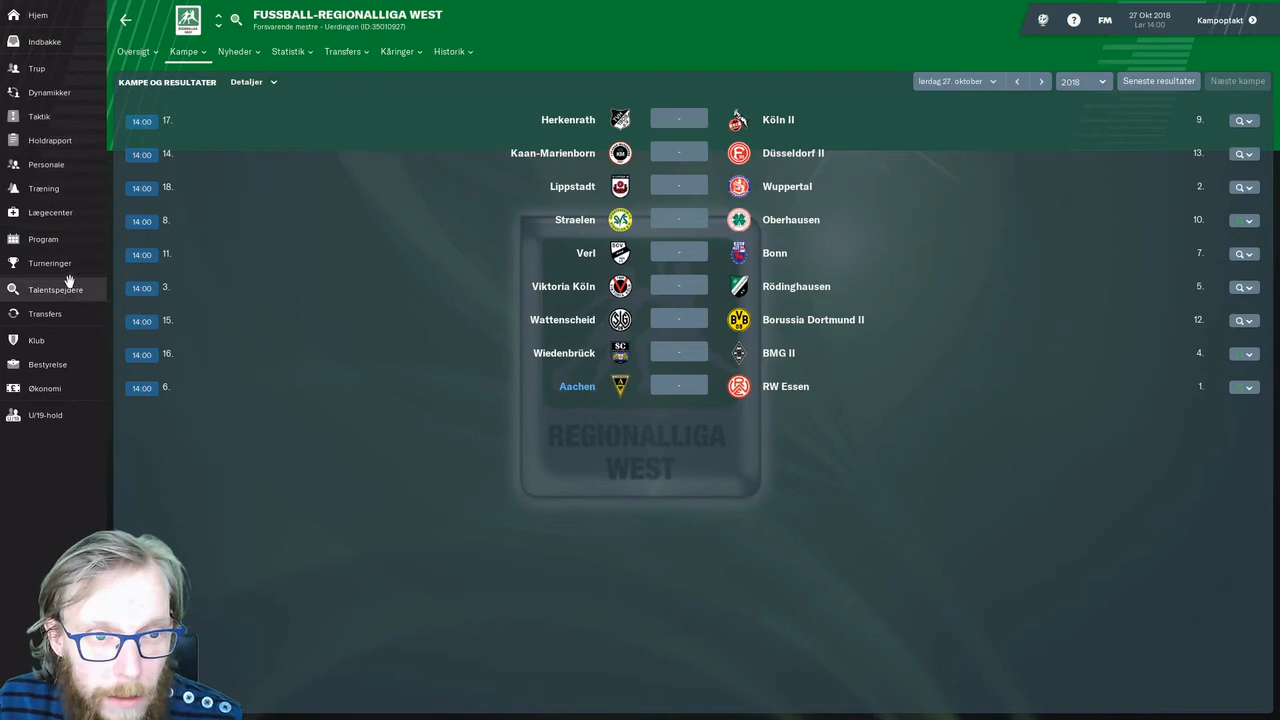 Hjem
Indbakke
Trup
Dynamikker
Taktik
Holdrapport
Personale
Træning
Lægecenter
Program
Turneringer
Talentspejdere
Transfers
Klub
Bestyrelse
Økonomi
U/19-hold
FUSSBALL-REGIONALLIGA WEST
Forsvarende mestre - Uerdingen (ID:35010927)
27 Okt 2018
Lør 14:00
FM
Kampoptakt
Oversigt Kampe Nyheder Statistik Transfers Kåringer Historik
KAMPE OG RESULTATER Detaljer
lørdag 27. oktober 2018 Seneste resultater Næste kampe
14:00 17. Herkenrath - Köln II 9.
14:00 14. Kaan-Marienborn - Düsseldorf II 13.
14:00 18. Lippstadt - Wuppertal 2.
14:00 8. Straelen - Oberhausen 10.
14:00 11. Verl - Bonn 7.
14:00 3. Viktoria Köln - Rödinghausen 5.
14:00 15. Wattenscheid - Borussia Dortmund II 12.
14:00 16. Wiedenbrück - BMG II 4.
14:00 6. Aachen - RW Essen 1.
REGIONALLIGA
WEST